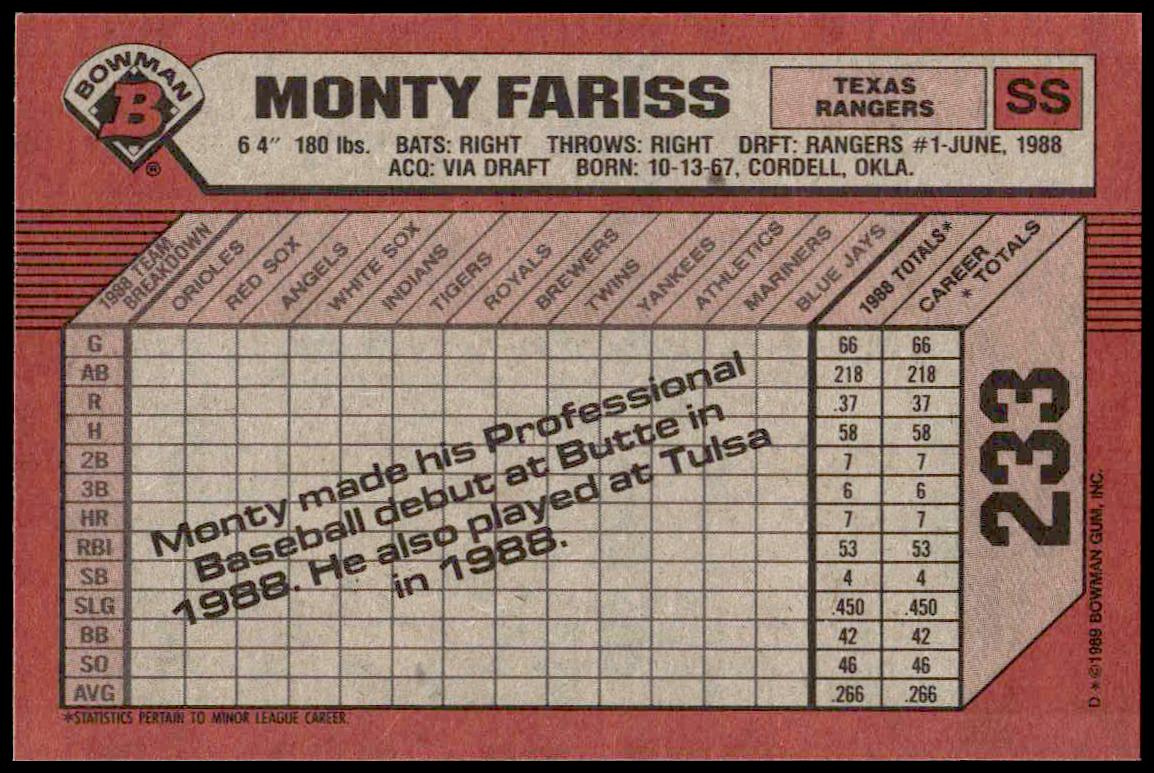 BOWMAN
B
®
MONTY FARISS
TEXAS
RANGERS
SS
6 4" 180 lbs. BATS: RIGHT THROWS: RIGHT DRFT: RANGERS #1-JUNE, 1988
ACQ: VIA DRAFT BORN: 10-13-67, CORDELL, OKLA.
1988 TEAM
BREAKDOWN
ORIOLES
RED SOX
ANGELS
WHITE SOX
INDIANS
TIGERS
ROYALS
BREWERS
TWINS
YANKEES
ATHLETICS
MARINERS
BLUE JAYS
1988 TOTALS*
CAREER
* TOTALS
G 66 66
AB 218 218
R .37 37
H 58 58
2B 7 7
3B 6 6
HR 7 7
RBI 53 53
SB 4 4
SLG .450 .450
BB 42 42
SO 46 46
AVG .266 .266
Monty made his Professional
Baseball debut at Butte in
1988. He also played at Tulsa
in 1988.
233
*STATISTICS PERTAIN TO MINOR LEAGUE CAREER.
D * ©1989 BOWMAN GUM, INC.